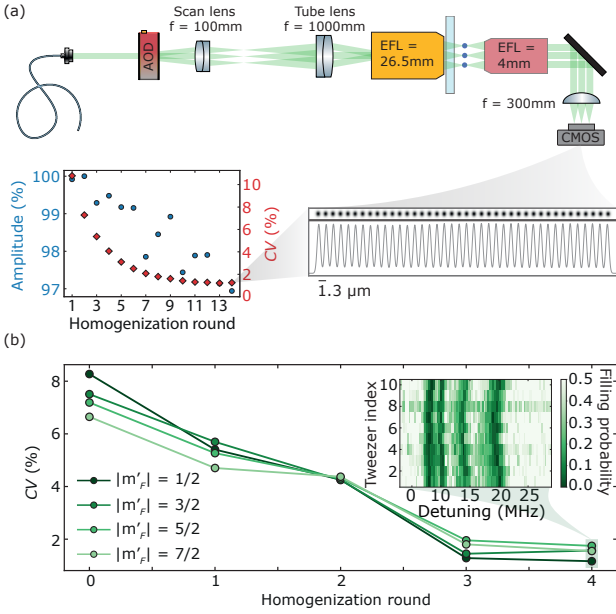 (a)
Scan lens
f = 100mm
Tube lens
f = 1000mm
AOD
EFL =
26.5mm
EFL =
4mm
f = 300mm
CMOS
Amplitude (%)
100
99
98
97
10
8
6
4
2
0
CV (%)
1 3 5 7 9 11 13
Homogenization round
1.3 μm
(b)
CV (%)
8
6
4
2
|m′F| = 1/2
|m′F| = 3/2
|m′F| = 5/2
|m′F| = 7/2
0 1 2 3 4
Homogenization round
Tweezer index
10
8
6
4
2
0 10 20
Detuning (MHz)
0.5
0.4
0.3
0.2
0.1
0.0
Filling probability